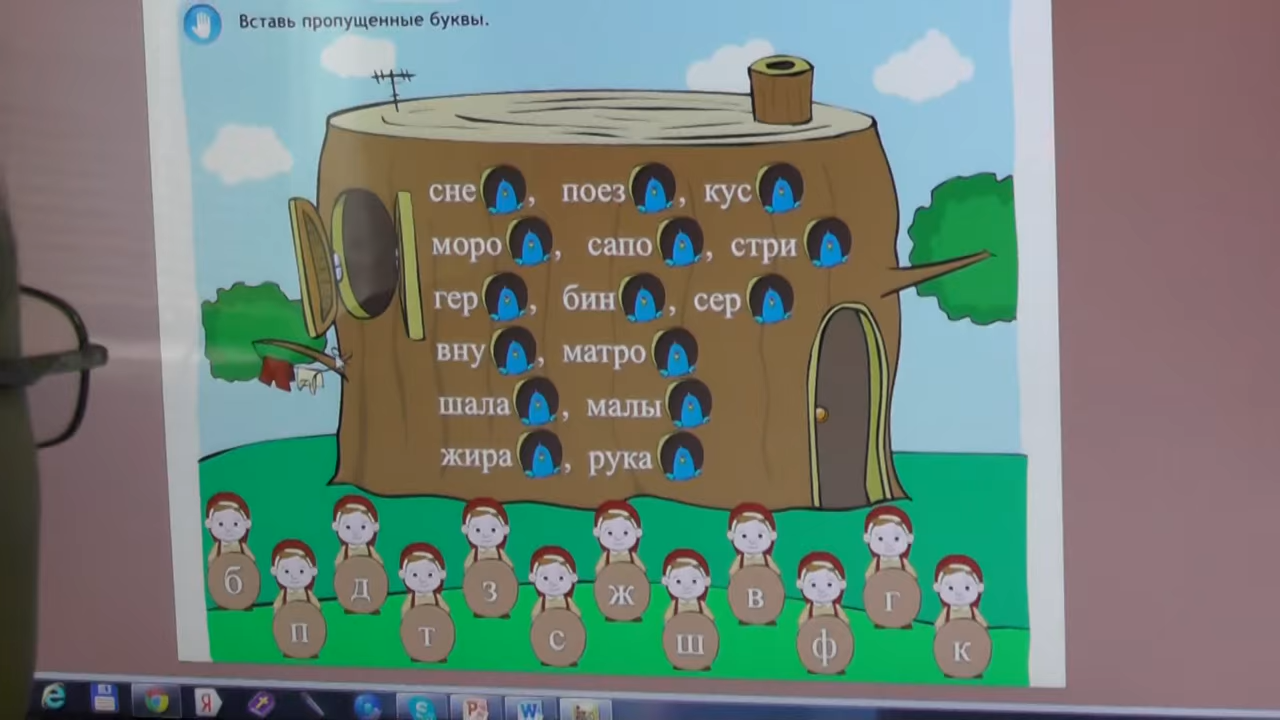 Вставь пропущенные буквы.
сне , поез , кус
моро , сапо , стри
гер , бин , сер
вну , матро
шала , малы
жира , рука
б д з ж в г
п т с ш ф к